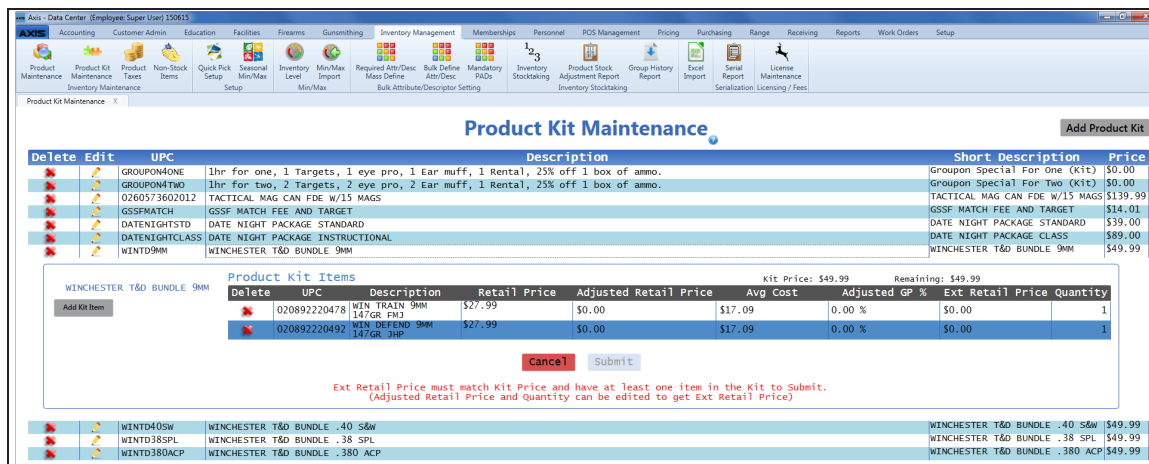 Axis - Data Center (Employee: Super User) 150615
AXIS Accounting Customer Admin Education Facilities Firearms Gunsmithing Inventory Management Memberships Personnel POS Management Pricing Purchasing Range Receiving Reports Work Orders Setup
Product Maintenance Product Kit Maintenance Product Taxes Non-Stock Items Quick Pick Setup Seasonal Min/Max Inventory Level Min/Max Import Required Attr/Desc Mass Define Bulk Define Attr/Desc Mandatory PADs Inventory Stocktaking Product Stock Adjustment Report Group History Report Excel Import Serial Report License Maintenance
Inventory Maintenance Setup Min/Max Bulk Attribute/Descriptor Setting Inventory Stocktaking Serialization Licensing / Fees
Product Kit Maintenance X
Product Kit Maintenance
Add Product Kit
Delete Edit UPC Description Short Description Price
GROUPON4ONE 1hr for one, 1 Targets, 1 eye pro, 1 Ear muff, 1 Rental, 25% off 1 box of ammo. Groupon Special For One (Kit) $0.00
GROUPON4TWO 1hr for two, 2 Targets, 2 eye pro, 2 Ear muff, 1 Rental, 25% off 1 box of ammo. Groupon Special For Two (Kit) $0.00
0260573602012 TACTICAL MAG CAN FDE W/15 MAGS TACTICAL MAG CAN FDE W/15 MAGS $139.99
GSSFMATCH GSSF MATCH FEE AND TARGET GSSF MATCH FEE AND TARGET $14.01
DATENIGHTSTD DATE NIGHT PACKAGE STANDARD DATE NIGHT PACKAGE STANDARD $39.00
DATENIGHTCLASS DATE NIGHT PACKAGE INSTRUCTIONAL DATE NIGHT PACKAGE CLASS $89.00
WINTD9MM WINCHESTER T&D BUNDLE 9MM WINCHESTER T&D BUNDLE 9MM $49.99
WINCHESTER T&D BUNDLE 9MM
Add Kit Item
Product Kit Items Kit Price: $49.99 Remaining: $49.99
Delete UPC Description Retail Price Adjusted Retail Price Avg Cost Adjusted GP % Ext Retail Price Quantity
020892220478 WIN TRAIN 9MM 147GR FMJ $27.99 $0.00 $17.09 0.00 % $0.00 1
020892220492 WIN DEFEND 9MM 147GR JHP $27.99 $0.00 $17.09 0.00 % $0.00 1
Cancel Submit
Ext Retail Price must match Kit Price and have at least one item in the Kit to Submit.
(Adjusted Retail Price and Quantity can be edited to get Ext Retail Price)
WINTD40SW WINCHESTER T&D BUNDLE .40 S&W WINCHESTER T&D BUNDLE .40 S&W $49.99
WINTD38SPL WINCHESTER T&D BUNDLE .38 SPL WINCHESTER T&D BUNDLE .38 SPL $49.99
WINTD380ACP WINCHESTER T&D BUNDLE .380 ACP WINCHESTER T&D BUNDLE .380 ACP $49.99